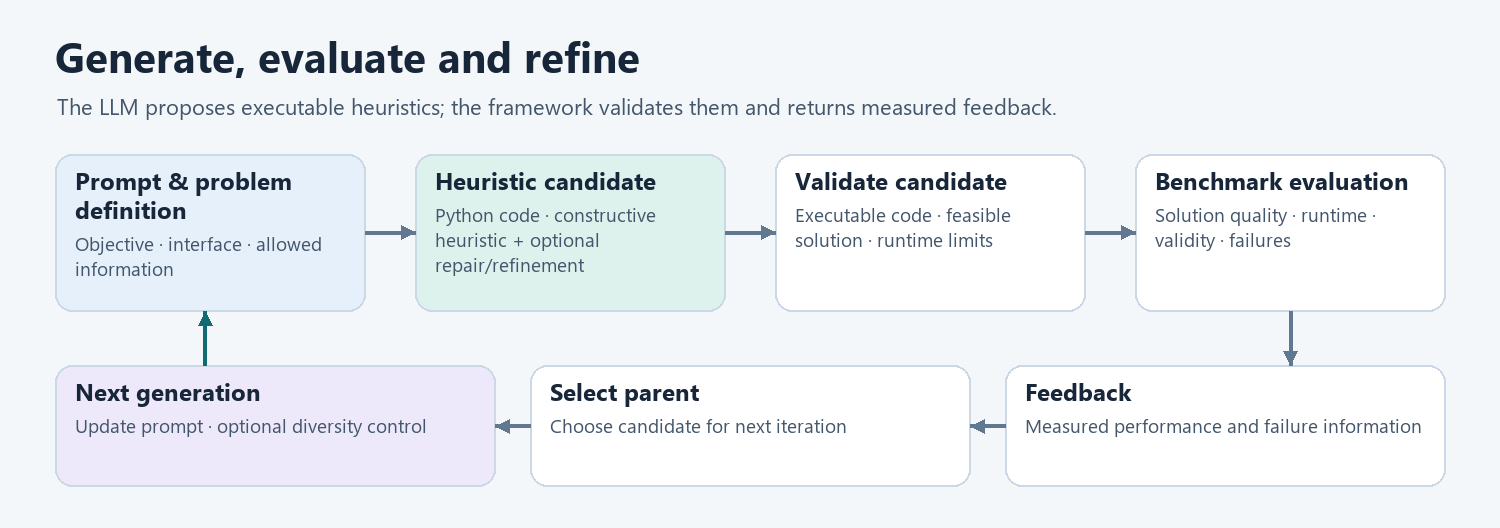 Generate, evaluate and refine
The LLM proposes executable heuristics; the framework validates them and returns measured feedback.
Prompt & problem
definition
Objective · interface · allowed
information
Heuristic candidate
Python code · constructive
heuristic + optional
repair/refinement
Validate candidate
Executable code · feasible
solution · runtime limits
Benchmark evaluation
Solution quality · runtime ·
validity · failures
Next generation
Update prompt · optional diversity control
Select parent
Choose candidate for next iteration
Feedback
Measured performance and failure information